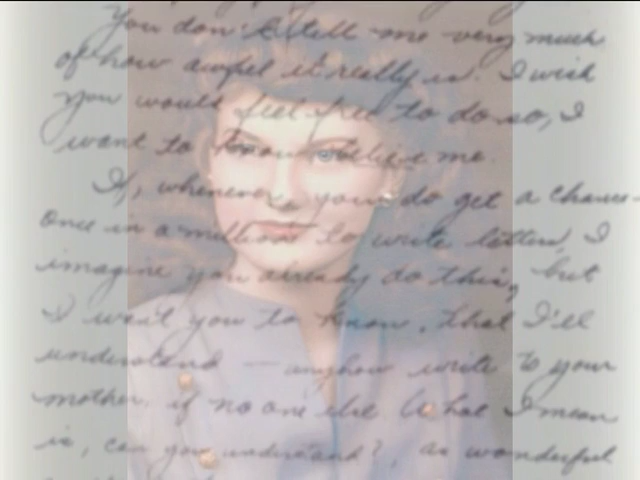 You don't tell me very much
of how awful it really is. I wish
you would feel free to do so, I
want to know believe me.
If, whenever, you do get a chance –
once in a million to write letters, I
imagine you already do this, but
I want you to know, that I'll
understand — anyhow write to your
mother if no one else. What I mean
is, can you understand?, as wonderful